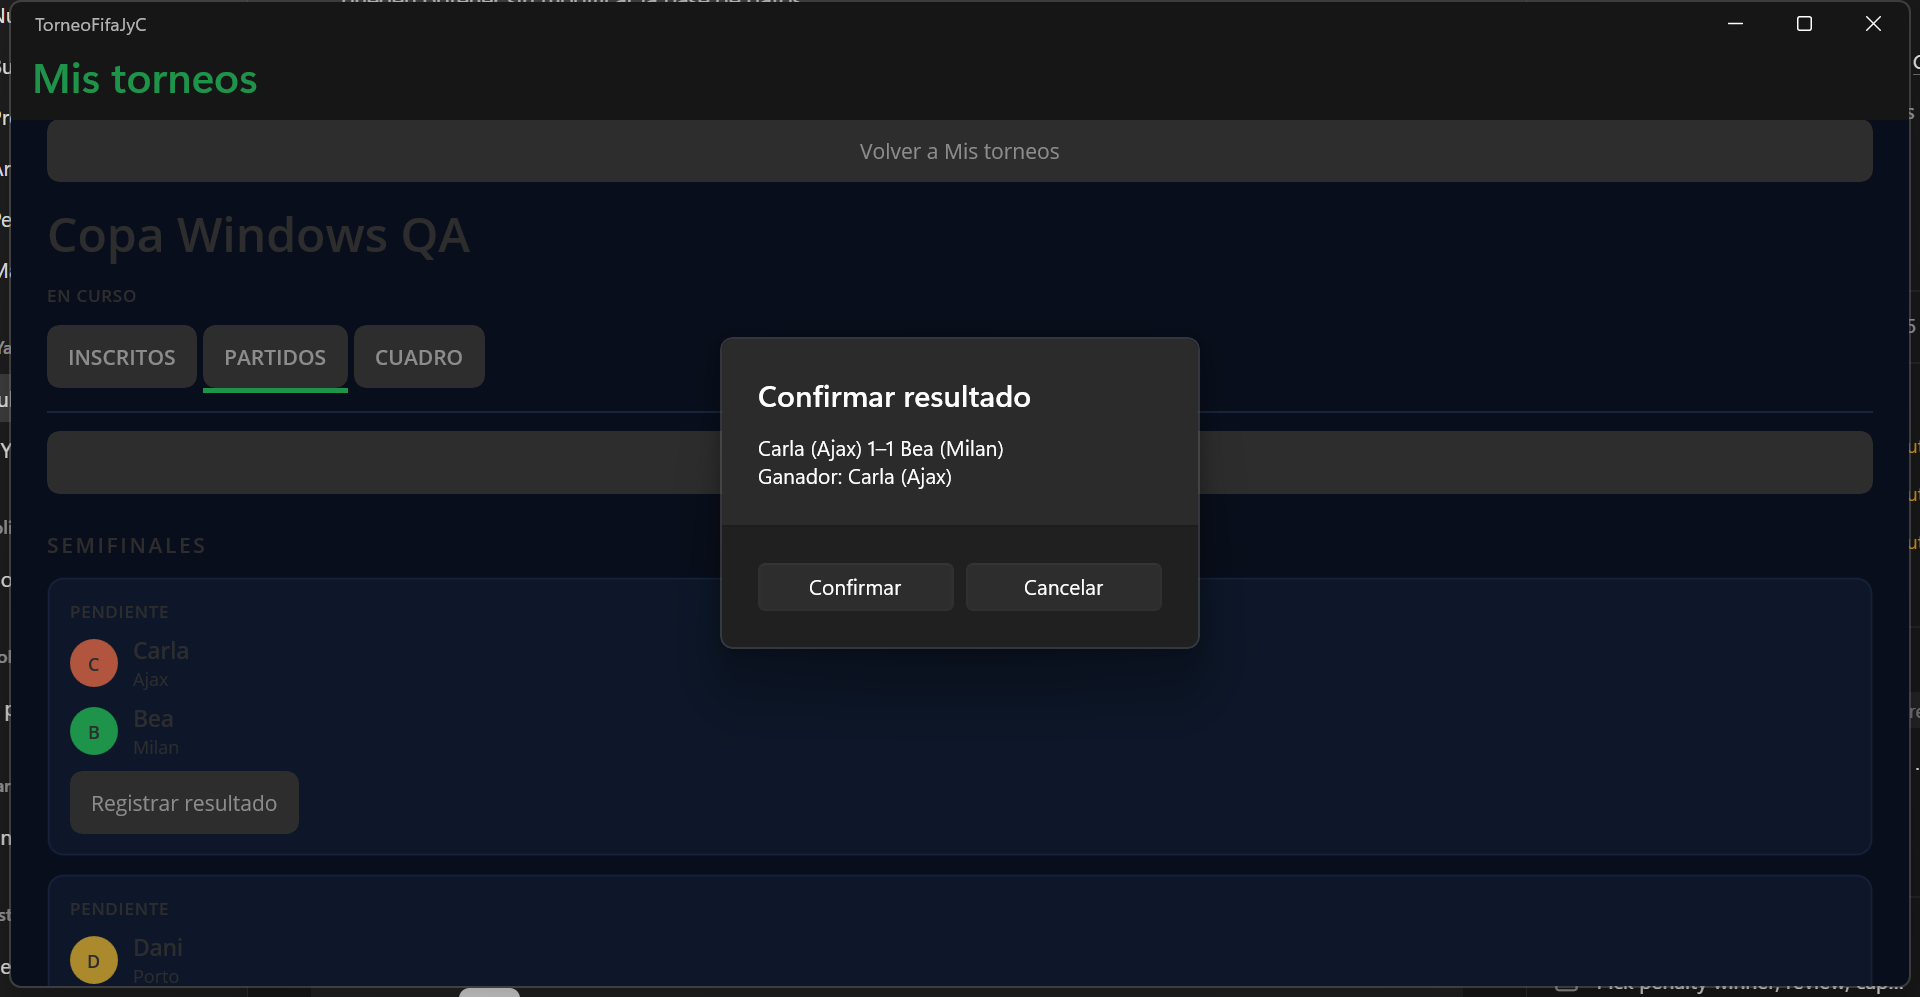 TorneoFifaJyC
Mis torneos
Volver a Mis torneos
Copa Windows QA
EN CURSO
INSCRITOS PARTIDOS CUADRO
Confirmar resultado
Carla (Ajax) 1–1 Bea (Milan)
Ganador: Carla (Ajax)
Confirmar Cancelar
SEMIFINALES
PENDIENTE
C Carla
Ajax
B Bea
Milan
Registrar resultado
PENDIENTE
D Dani
Porto